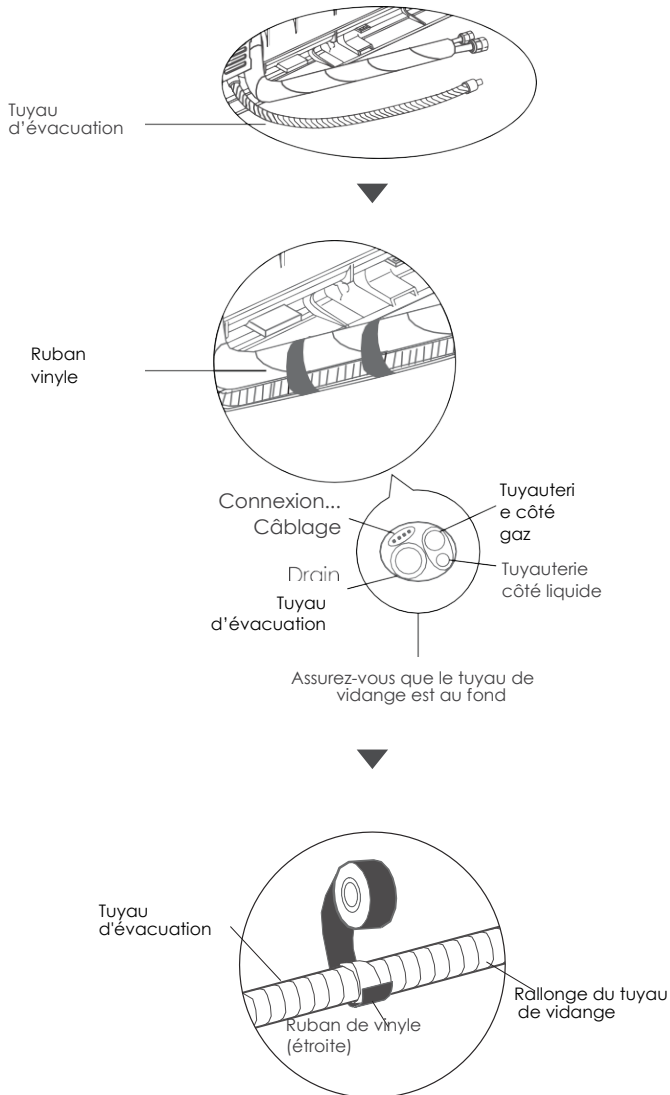 Tuyau
d’évacuation
Ruban
vinyle
Connexion...
Câblage
Drain
Tuyau
d’évacuation
Tuyauteri
e côté
gaz
Tuyauterie
côté liquide
Assurez-vous que le tuyau de
vidange est au fond
Tuyau
d'évacuation
Ruban de vinyle
(étroite)
Rallonge du tuyau
de vidange